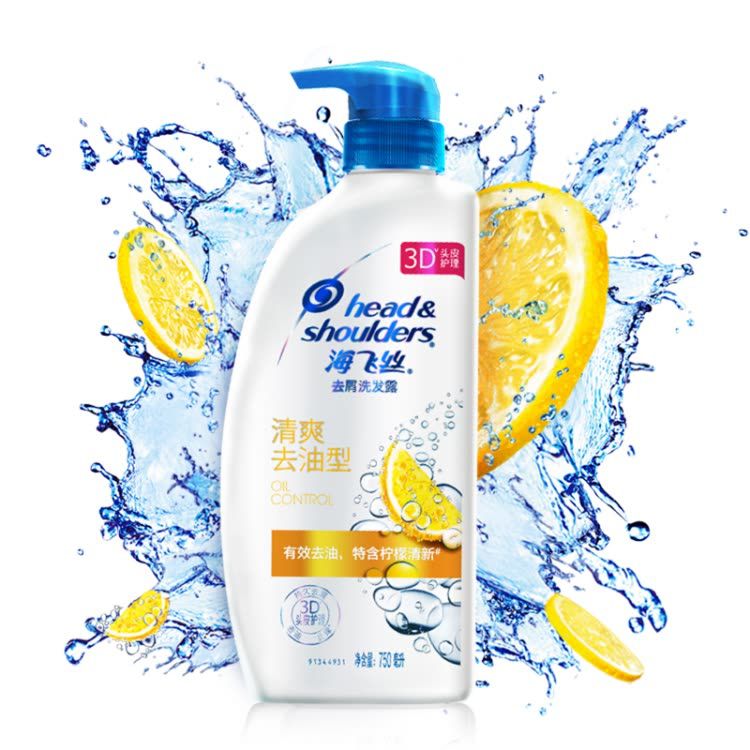 3D 头皮护理
head &
shoulders
海飞丝
去屑洗发露
清爽
去油型
OIL
CONTROL
有效去油，特含柠檬清新#
3D
头皮护理
91344931 净含量：750毫升